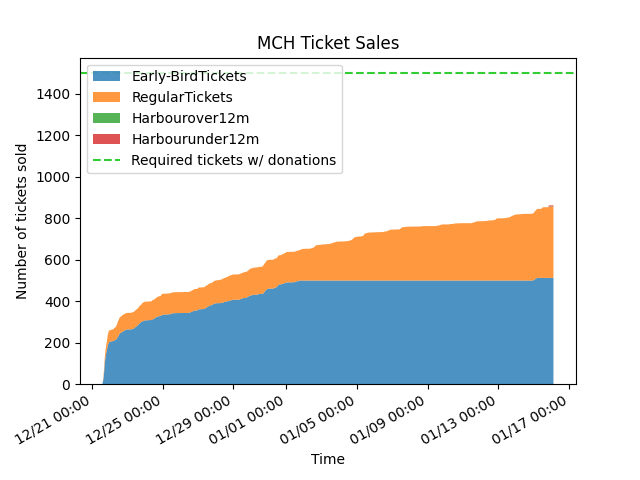 MCH Ticket Sales
Early-BirdTickets
RegularTickets
Harbourover12m
Harbourunder12m
Required tickets w/ donations
Number of tickets sold
1400
1200
1000
800
600
400
200
0
12/21 00:00
12/25 00:00
12/29 00:00
01/01 00:00
01/05 00:00
01/09 00:00
01/13 00:00
01/17 00:00
Time